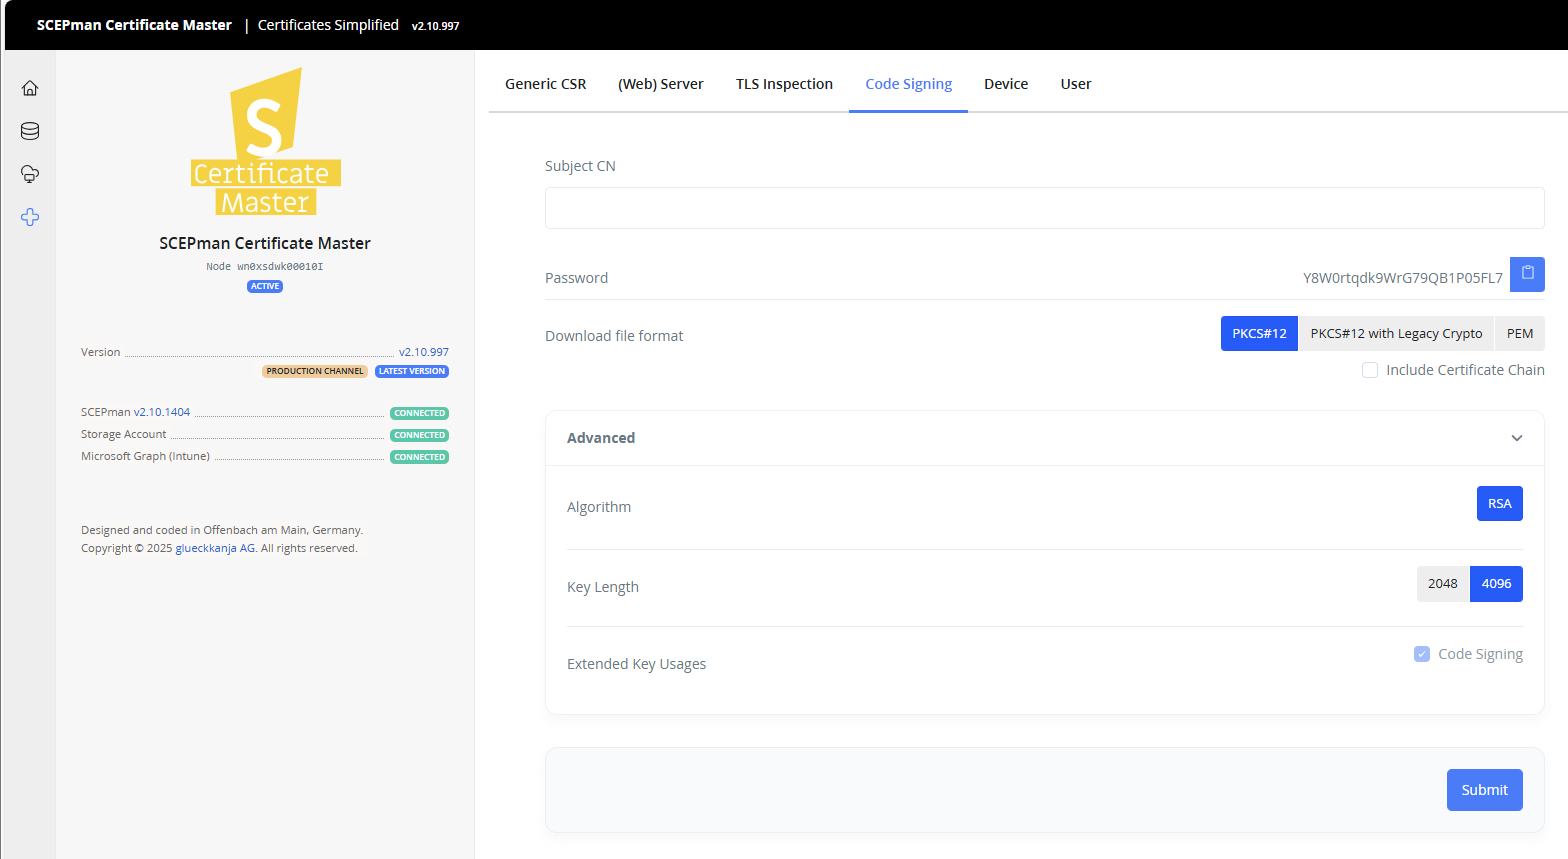 SCEPman Certificate Master | Certificates Simplified v2.10.997
S
Certificate
Master
SCEPman Certificate Master
Node wn0xsdwk00010I
ACTIVE
Version v2.10.997
PRODUCTION CHANNEL LATEST VERSION
SCEPman v2.10.1404 CONNECTED
Storage Account CONNECTED
Microsoft Graph (Intune) CONNECTED
Designed and coded in Offenbach am Main, Germany.
Copyright © 2025 glueckkanja AG. All rights reserved.
Generic CSR (Web) Server TLS Inspection Code Signing Device User
Subject CN
Password Y8W0rtqdk9WrG79QB1P05FL7
Download file format PKCS#12 PKCS#12 with Legacy Crypto PEM
Include Certificate Chain
Advanced
Algorithm RSA
Key Length 2048 4096
Extended Key Usages Code Signing
Submit